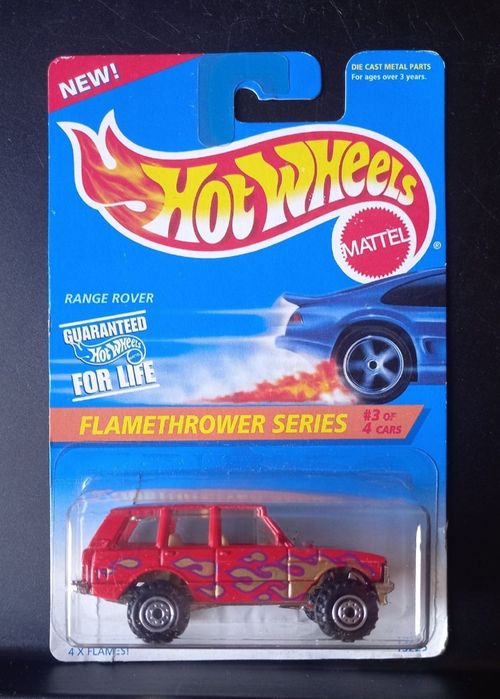 NEW!
DIE CAST METAL PARTS
For ages over 3 years.
HOT WHEELS
MATTEL
®
RANGE ROVER
GUARANTEED
HOT WHEELS
FOR LIFE
FLAMETHROWER SERIES
#3 OF
4 CARS
4 X FLAMES!